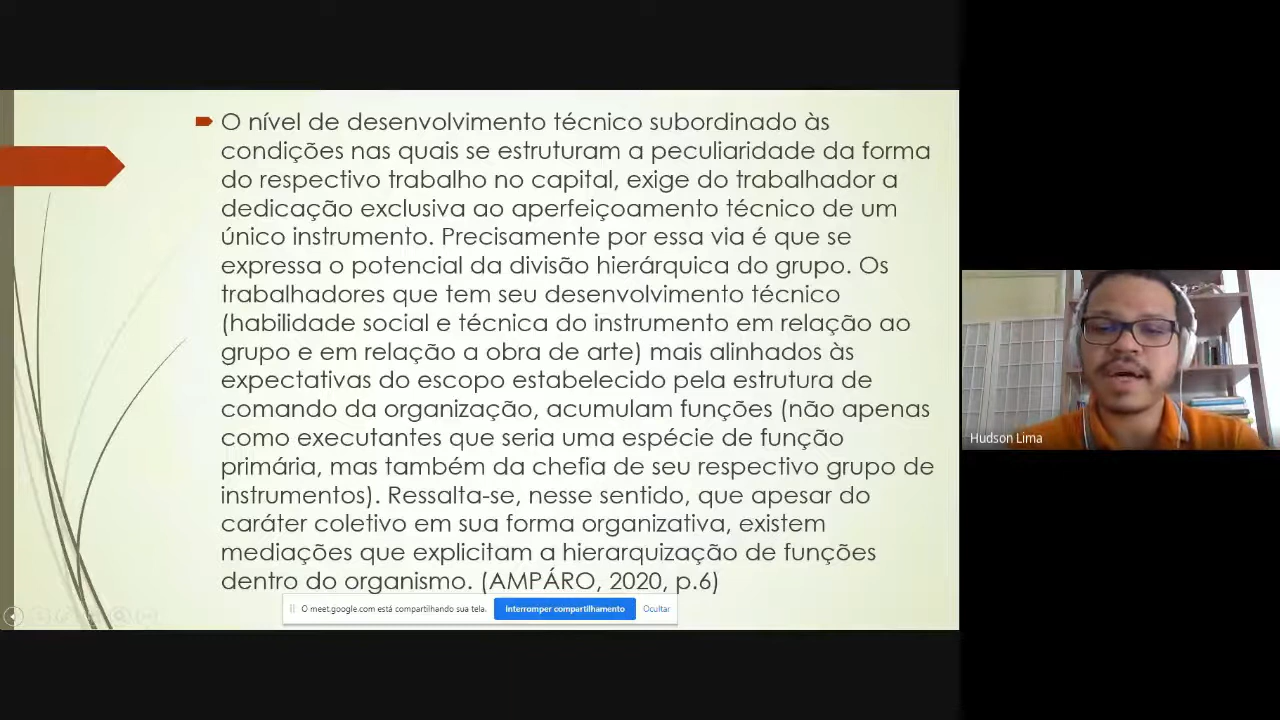 O nível de desenvolvimento técnico subordinado às
condições nas quais se estruturam a peculiaridade da forma
do respectivo trabalho no capital, exige do trabalhador a
dedicação exclusiva ao aperfeiçoamento técnico de um
único instrumento. Precisamente por essa via é que se
expressa o potencial da divisão hierárquica do grupo. Os
trabalhadores que tem seu desenvolvimento técnico
(habilidade social e técnica do instrumento em relação ao
grupo e em relação a obra de arte) mais alinhados às
expectativas do escopo estabelecido pela estrutura de
comando da organização, acumulam funções (não apenas
como executantes que seria uma espécie de função
primária, mas também da chefia de seu respectivo grupo de
instrumentos). Ressalta-se, nesse sentido, que apesar do
caráter coletivo em sua forma organizativa, existem
mediações que explicitam a hierarquização de funções
dentro do organismo. (AMPÁRO, 2020, p.6)
O meet.google.com está compartilhando sua tela. Interromper compartilhamento Ocultar
Hudson Lima